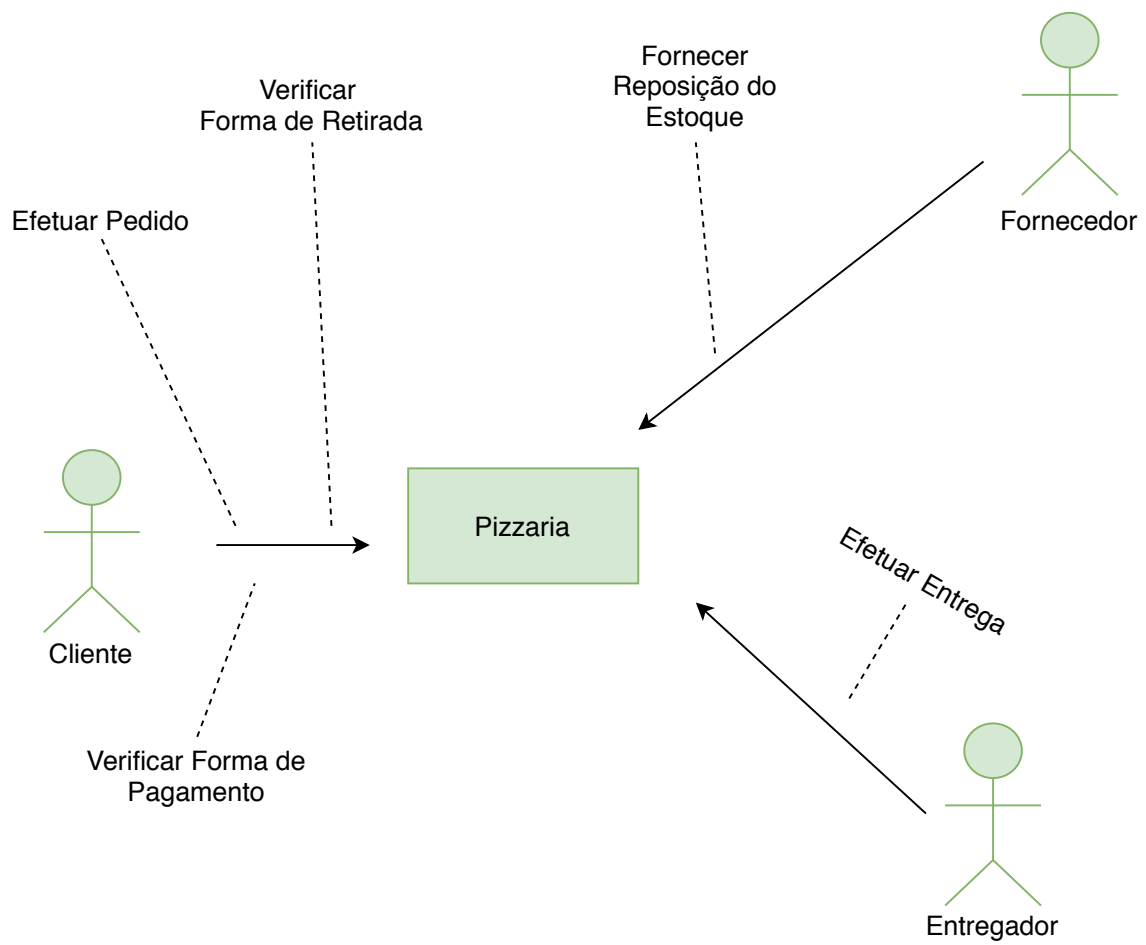 Fornecer
Reposição do
Estoque
Verificar
Forma de Retirada
Efetuar Pedido
Fornecedor
Pizzaria
Efetuar Entrega
Cliente
Verificar Forma de
Pagamento
Entregador